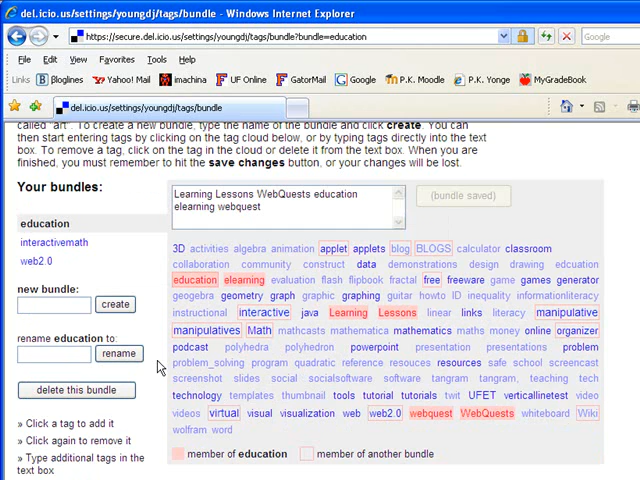 del.icio.us/settings/youngdj/tags/bundle - Windows Internet Explorer
https://secure.del.icio.us/settings/youngdj/tags/bundle?bundle=education
Google
File Edit View Favorites Tools Help
Links Bloglines Yahoo! Mail imachina UF Online GatorMail Google P.K. Moodle P.K. Yonge MyGradeBook
del.icio.us/settings/youngdj/tags/bundle
called "art". To create a new bundle, type the name of the bundle and click create. You can
then start entering tags by clicking on the tag cloud below, or by typing tags directly into the text
box. To remove a tag, click on the tag in the cloud or delete it from the text box. When you are
finished, you must remember to hit the save changes button, or your changes will be lost.
Your bundles:
education
interactivemath
web2.0
new bundle:
create
rename education to:
rename
delete this bundle
» Click a tag to add it
» Click again to remove it
» Type additional tags in the
text box
Learning Lessons WebQuests education
elearning webquest
(bundle saved)
3D activities algebra animation applet applets blog BLOGS calculator classroom
collaboration community construct data demonstrations design drawing edcuation
education elearning evaluation flash flipbook fractal free freeware game games generator
geogebra geometry graph graphic graphing guitar howto ID inequality informationliteracy
instructional interactive java Learning Lessons linear links literacy manipulative
manipulatives Math mathcasts mathematica mathematics maths money online organizer
podcast polyhedra polyhedron powerpoint presentation presentations problem
problem_solving program quadratic reference resouces resources safe school screencast
screenshot slides social socialsoftware software tangram tangram, teaching tech
technology templates thumbnail tools tutorial tutorials twit UFET verticallinetest video
videos virtual visual visualization web web2.0 webquest WebQuests whiteboard Wiki
wolfram word
member of education member of another bundle